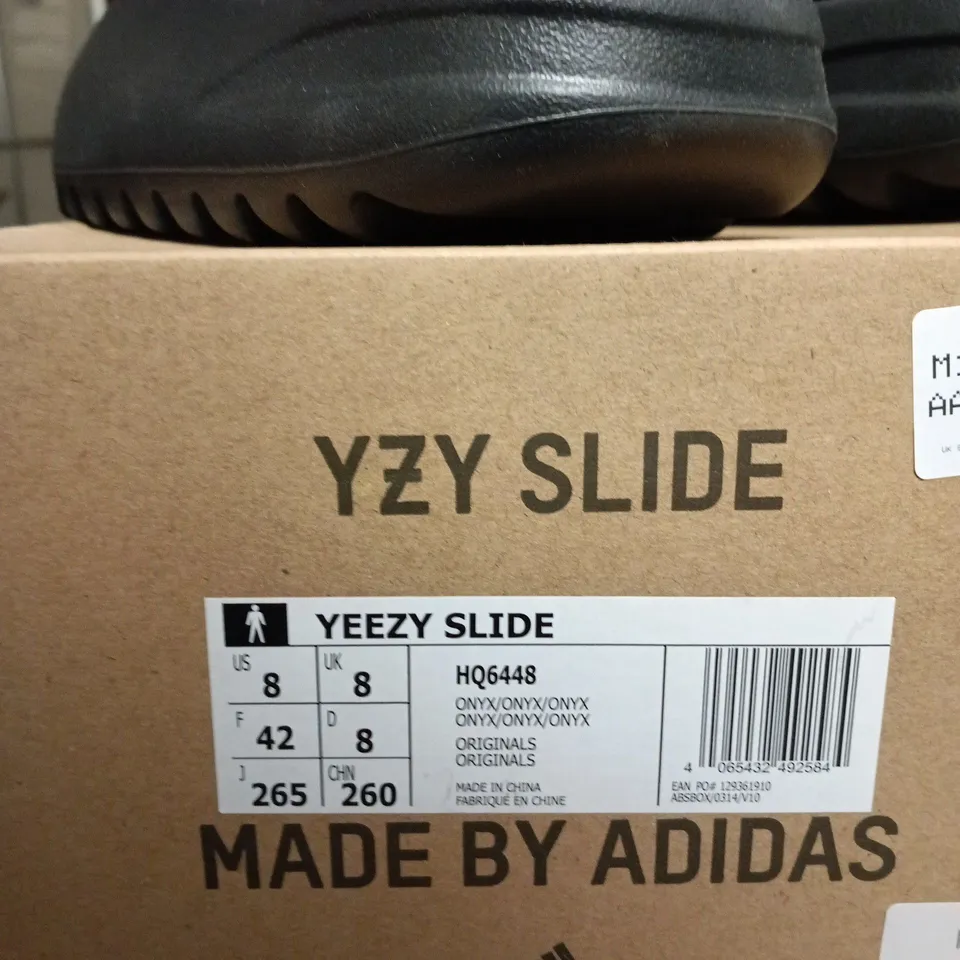 YZY SLIDE
YEEZY SLIDE
US 8 UK 8
F 42 D 8
J 265 CHN 260
HQ6448
ONYX/ONYX/ONYX
ONYX/ONYX/ONYX
ORIGINALS
ORIGINALS
MADE IN CHINA
FABRIQUÉ EN CHINE
4 065432 492584
EAN PO# 129361910
ABSBOX/0314/V10
MADE BY ADIDAS
UK